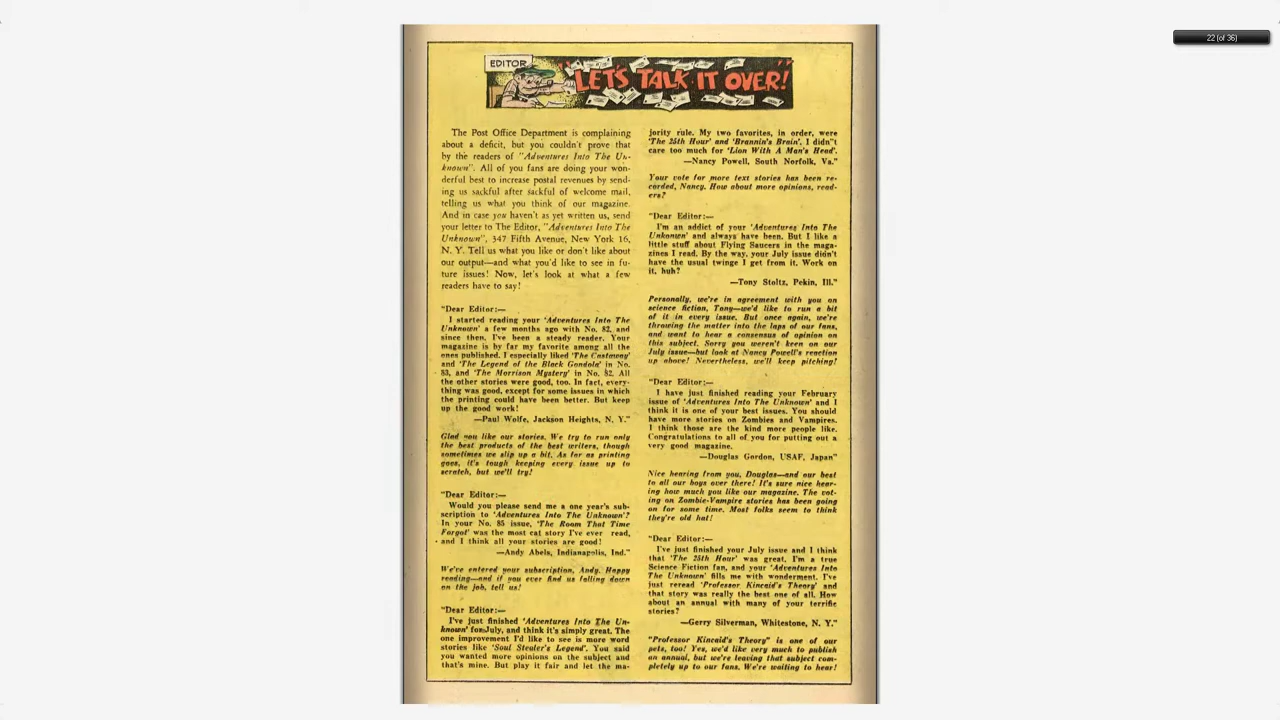 22 (of 36)
EDITOR
"LET'S TALK IT OVER!"
The Post Office Department is complaining
about a deficit, but you couldn't prove that
by the readers of "Adventures Into The Un-
known". All of you fans are doing your won-
derful best to increase postal revenues by send-
ing us sackful after sackful of welcome mail,
telling us what you think of our magazine.
And in case you haven't as yet written us, send
your letter to The Editor, "Adventures Into The
Unknown", 347 Fifth Avenue, New York 16,
N. Y. Tell us what you like or don't like about
our output—and what you'd like to see in fu-
ture issues! Now, let's look at what a few
readers have to say!
"Dear Editor:—
I started reading your 'Adventures Into The
Unknown' a few months ago with No. 82, and
since then, I've been a steady reader. Your
magazine is by far my favorite among all the
ones published. I especially liked 'The Castaway'
and 'The Legend of the Black Gondola' in No.
83, and 'The Morrison Mystery' in No. 82. All
the other stories were good, too. In fact, every-
thing was good, except for some issues in which
the printing could have been better. But keep
up the good work!
—Paul Wolfe, Jackson Heights, N. Y."
Glad you like our stories. We try to run only
the best products of the best writers, though
sometimes we slip up a bit. As far as printing
goes, it's tough keeping every issue up to
scratch, but we'll try!
"Dear Editor:—
Would you please send me a one year's sub-
scription to 'Adventures Into The Unknown'?
In your No. 85 issue, 'The Room That Time
Forgot' was the most cat story I've ever read,
and I think all your stories are good!
—Andy Abels, Indianapolis, Ind."
We've entered your subscription, Andy. Happy
reading—and if you ever find us falling down
on the job, tell us!
"Dear Editor:—
I've just finished 'Adventures Into The Un-
known' for July, and think it's simply great. The
one improvement I'd like to see is more word
stories like 'Soul Stealer's Legend'. You said
you wanted more opinions on the subject and
that's mine. But play it fair and let the ma-
jority rule. My two favorites, in order, were
'The 25th Hour' and 'Brannin's Brain'. I didn't
care too much for 'Lion With A Man's Head'.
—Nancy Powell, South Norfolk, Va."
Your vote for more text stories has been re-
corded, Nancy. How about more opinions, read-
ers?
"Dear Editor:—
I'm an addict of your 'Adventures Into The
Unknown' and always have been. But I like a
little stuff about Flying Saucers in the maga-
zines I read. By the way, your July issue didn't
have the usual twinge I get from it. Work on
it, huh?
—Tony Stoltz, Pekin, Ill."
Personally, we're in agreement with you on
science fiction, Tony—we'd like to run a bit
of it in every issue. But once again, we're
throwing the matter into the laps of our fans,
and want to hear a consensus of opinion on
this subject. Sorry you weren't keen on our
July issue—but look at Nancy Powell's reaction
up above! Nevertheless, we'll keep pitching!
"Dear Editor:—
I have just finished reading your February
issue of 'Adventures Into The Unknown' and I
think it is one of your best issues. You should
have more stories on Zombies and Vampires.
I think those are the kind more people like.
Congratulations to all of you for putting out a
very good magazine.
—Douglas Gordon, USAF, Japan"
Nice hearing from you, Douglas—and our best
to all our boys over there! It's sure nice hear-
ing how much you like our magazine. The vot-
ing on Zombie-Vampire stories has been going
on for some time. Most folks seem to think
they're old hat!
"Dear Editor:—
I've just finished your July issue and I think
that 'The 25th Hour' was great. I'm a true
Science Fiction fan, and your 'Adventures Into
The Unknown' fills me with wonderment. I've
just reread 'Professor Kincaid's Theory' and
that story was really the best one of all. How
about an annual with many of your terrific
stories?
—Gerry Silverman, Whitestone, N. Y."
"Professor Kincaid's Theory" is one of our
pets, too! Yes, we'd like very much to publish
an annual, but we're leaving that subject com-
pletely up to our fans. We're waiting to hear!